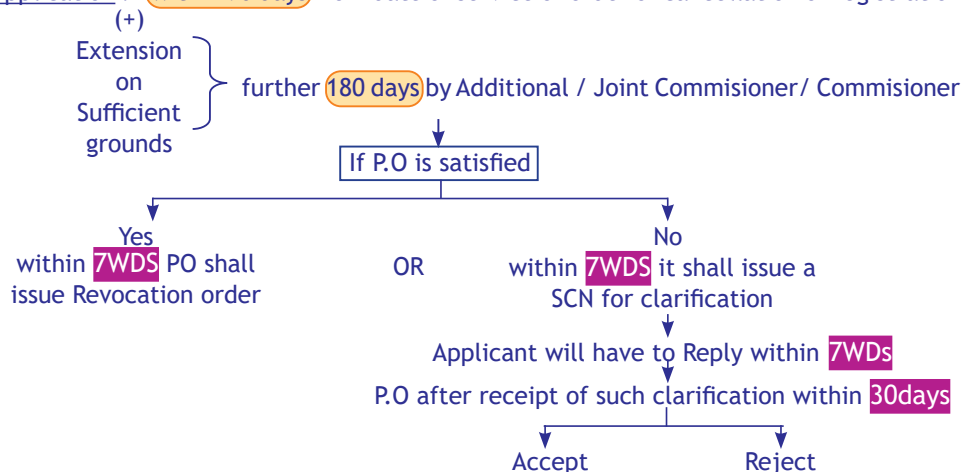 Application
(+)
Extension
on
Sufficient
grounds
further 180 days by Additional / Joint Commisioner/ Commisioner
If P.O is satisfied
Yes
within 7WDS PO shall
issue Revocation order
OR
No
within 7WDS it shall issue a
SCN for clarification
Applicant will have to Reply within 7WDs
P.O after receipt of such clarification within 30days
Accept
Reject